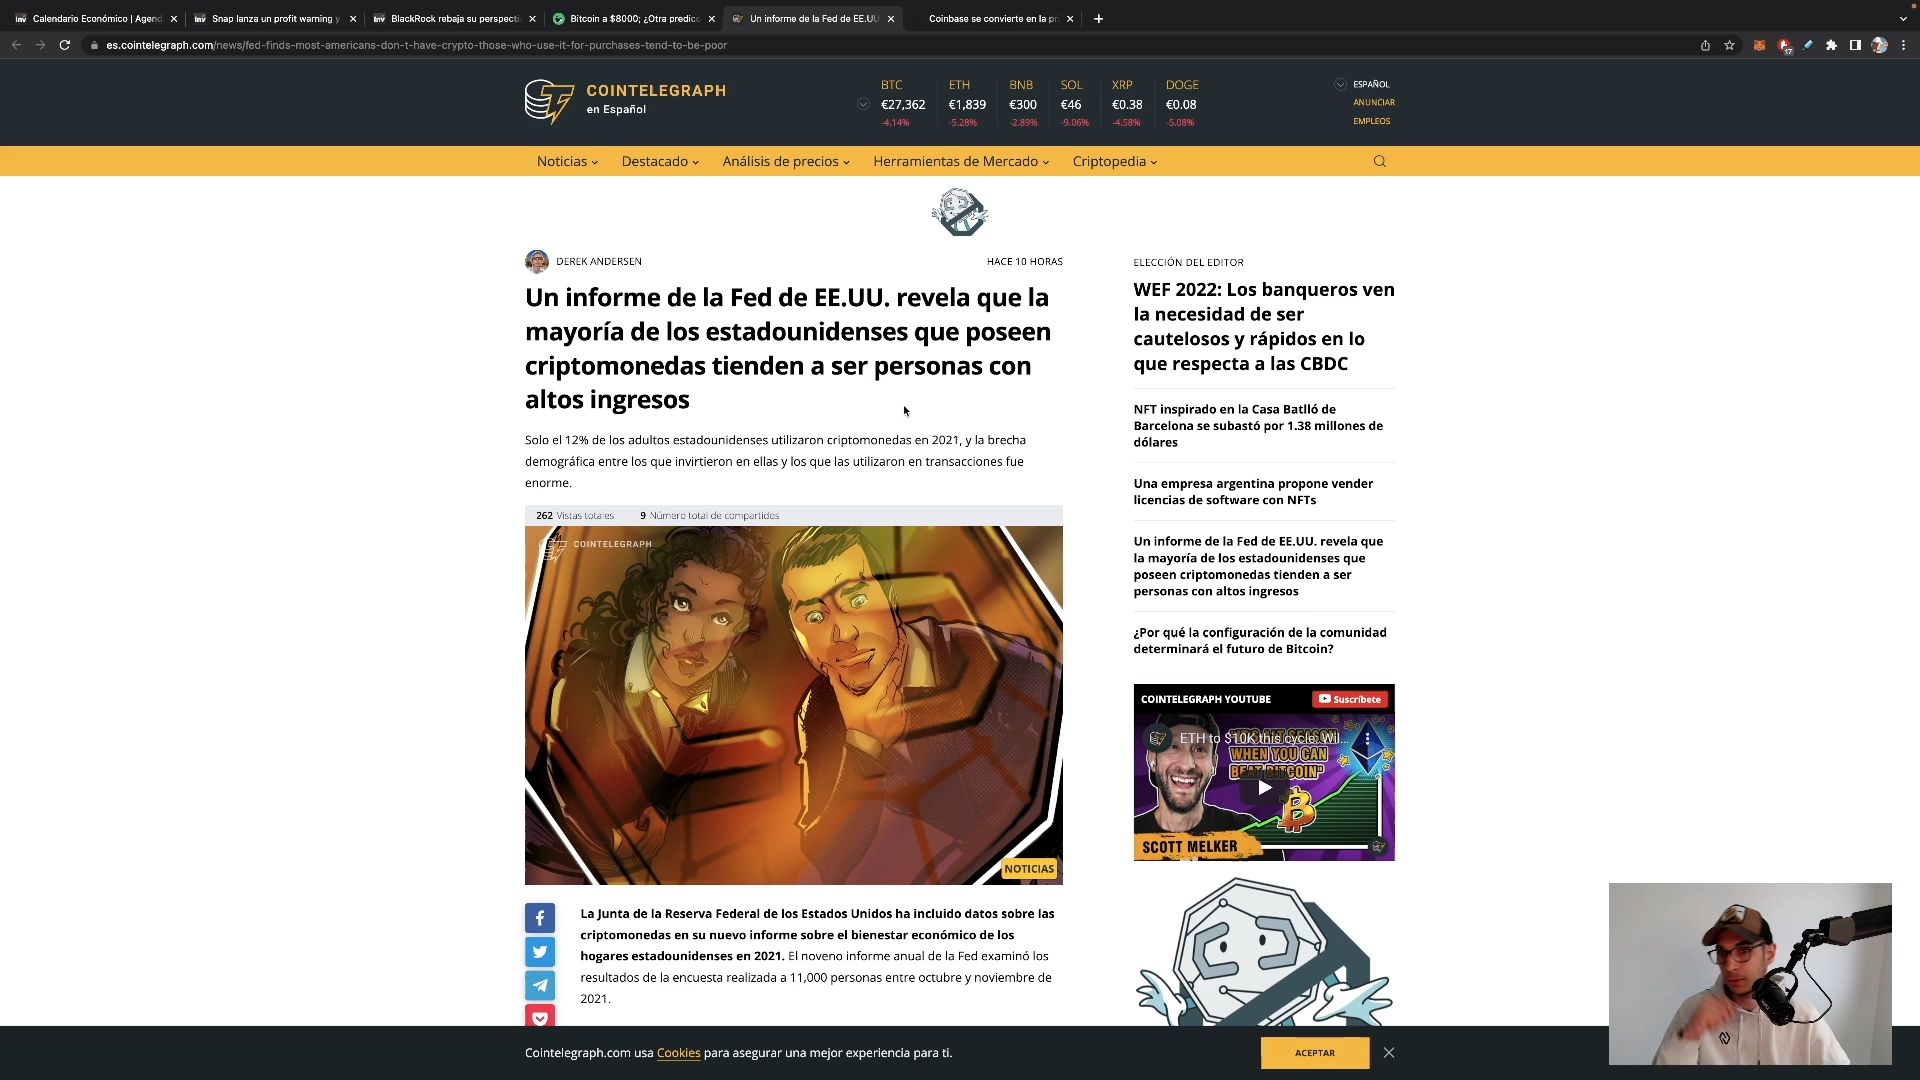 Calendario Económico | Agend
Snap lanza un profit warning y
BlackRock rebaja su perspectiv
Bitcoin a $8000; ¿Otra predicc
Un informe de la Fed de EE.UU
Coinbase se convierte en la pri
es.cointelegraph.com/news/fed-finds-most-americans-don-t-have-crypto-those-who-use-it-for-purchases-tend-to-be-poor
17
COINTELEGRAPH
en Español
BTC ETH BNB SOL XRP DOGE
€27,362 €1,839 €300 €46 €0.38 €0.08
-4.14% -5.28% -2.89% -9.06% -4.58% -5.08%
ESPAÑOL
ANUNCIAR
EMPLEOS
Noticias Destacado Análisis de precios Herramientas de Mercado Criptopedia
DEREK ANDERSEN
HACE 10 HORAS
Un informe de la Fed de EE.UU. revela que la
mayoría de los estadounidenses que poseen
criptomonedas tienden a ser personas con
altos ingresos
Solo el 12% de los adultos estadounidenses utilizaron criptomonedas en 2021, y la brecha
demográfica entre los que invirtieron en ellas y los que las utilizaron en transacciones fue
enorme.
262 Vistas totales 9 Número total de compartidos
COINTELEGRAPH
NOTICIAS
La Junta de la Reserva Federal de los Estados Unidos ha incluido datos sobre las
criptomonedas en su nuevo informe sobre el bienestar económico de los
hogares estadounidenses en 2021. El noveno informe anual de la Fed examinó los
resultados de la encuesta realizada a 11,000 personas entre octubre y noviembre de
2021.
ELECCIÓN DEL EDITOR
WEF 2022: Los banqueros ven
la necesidad de ser
cautelosos y rápidos en lo
que respecta a las CBDC
NFT inspirado en la Casa Batlló de
Barcelona se subastó por 1.38 millones de
dólares
Una empresa argentina propone vender
licencias de software con NFTs
Un informe de la Fed de EE.UU. revela que
la mayoría de los estadounidenses que
poseen criptomonedas tienden a ser
personas con altos ingresos
¿Por qué la configuración de la comunidad
determinará el futuro de Bitcoin?
COINTELEGRAPH YOUTUBE
Suscríbete
ETH to $10K this cycle: Wil...
WHEN YOU CAN
BEAT BITCOIN"
SCOTT MELKER
Cointelegraph.com usa Cookies para asegurar una mejor experiencia para ti.
ACEPTAR